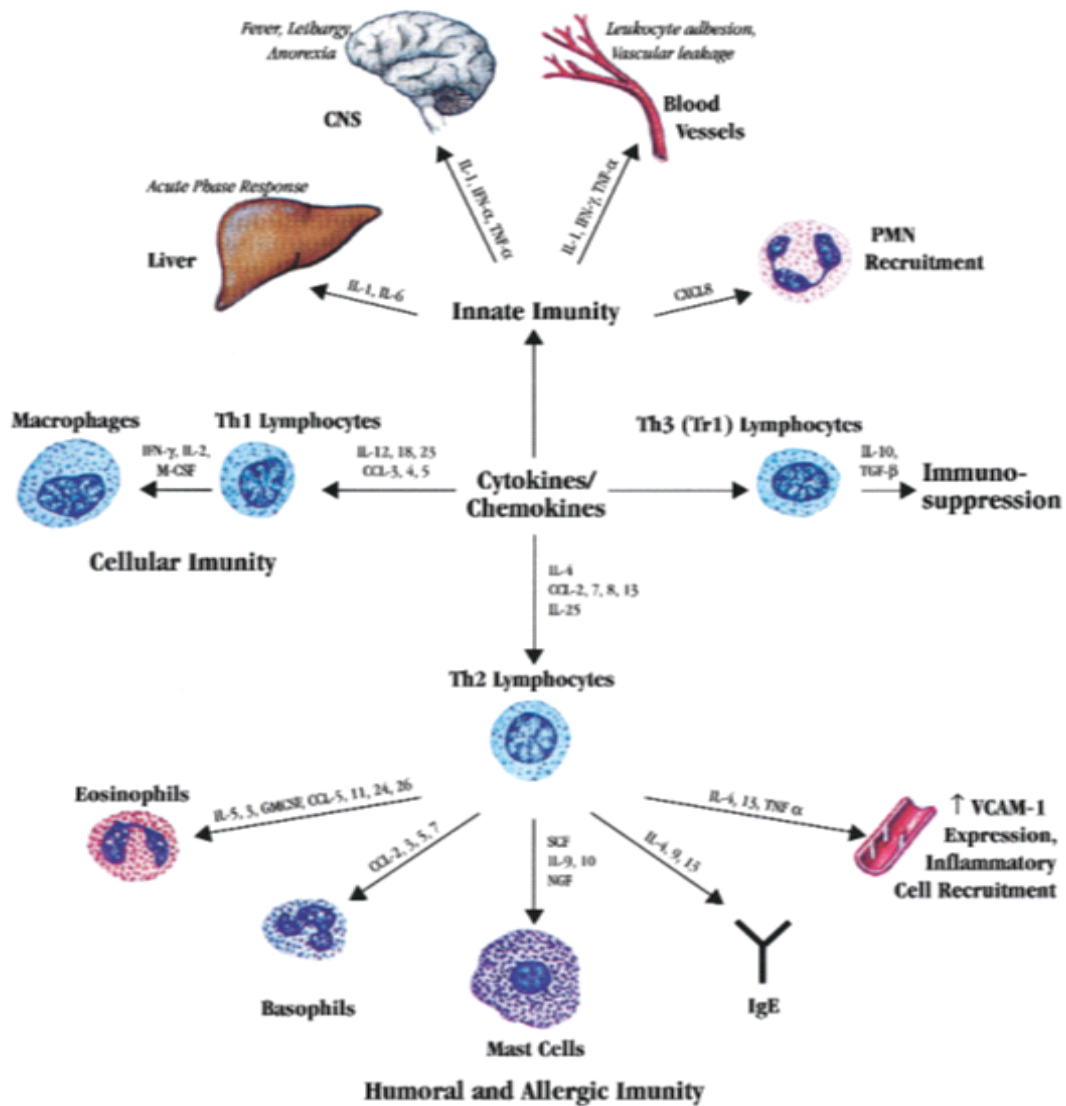 Fever, Lethargy,
Anorexia
CNS
Leukocyte adhesion,
Vascular leakage
Blood
Vessels
Acute Phase Response
Liver
IL-1, IL-6
IL-1, IFN-α, TNF-α
IL-1, IFN-γ, TNF-α
CXCL8
PMN
Recruitment
Innate Imunity
Macrophages
IFN-γ, IL-2,
M-CSF
Th1 Lymphocytes
IL-12, 18, 23
CCL-3, 4, 5
Cellular Imunity
Cytokines/
Chemokines
Th3 (Tr1) Lymphocytes
IL-10,
TGF-β
Immuno-
suppression
IL-4
CCL-2, 7, 8, 13
IL-25
Th2 Lymphocytes
Eosinophils
IL-5, 3, GMCSF, CCL-5, 11, 24, 26
CCL-2, 3, 5, 7
Basophils
SCF
IL-9, 10
NGF
Mast Cells
IL-4, 9, 13
IgE
IL-4, 13, TNF α
↑ VCAM-1
Expression,
Inflammatory
Cell Recruitment
Humoral and Allergic Imunity